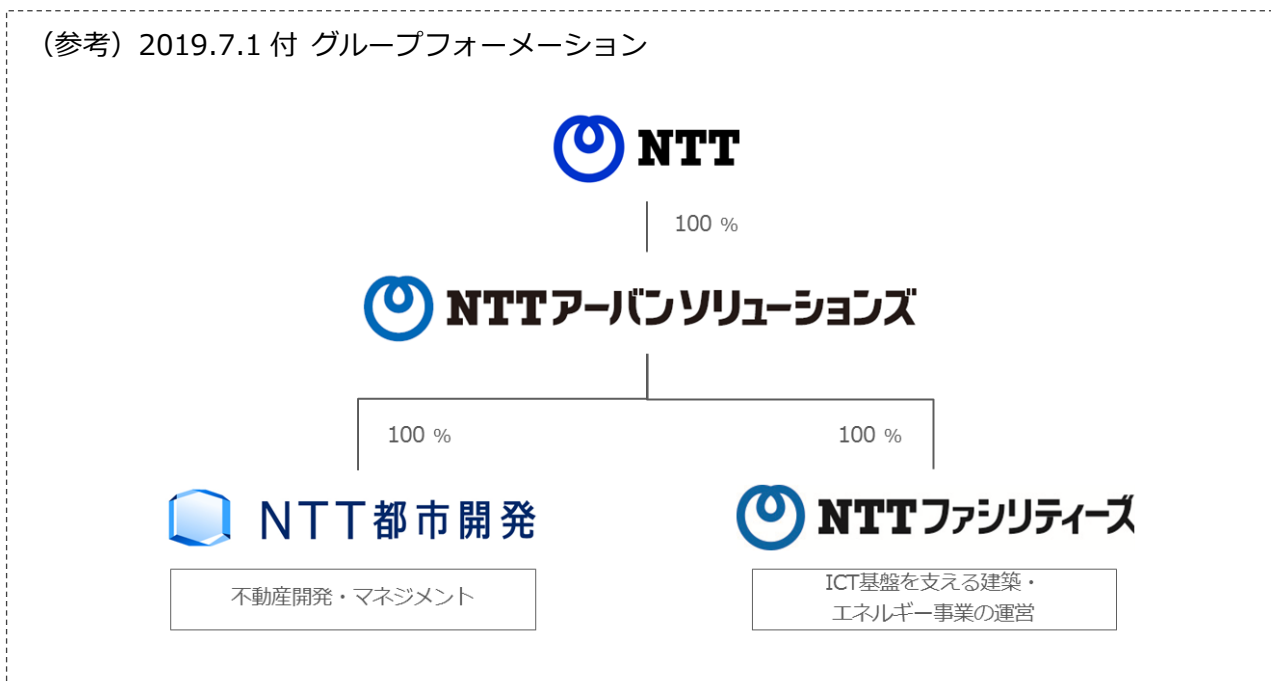 （参考）2019.7.1 付 グループフォーメーション
NTT
100 %
NTTアーバンソリューションズ
100 %
100 %
NTT都市開発
NTTファシリティーズ
不動産開発・マネジメント
ICT基盤を支える建築・
エネルギー事業の運営